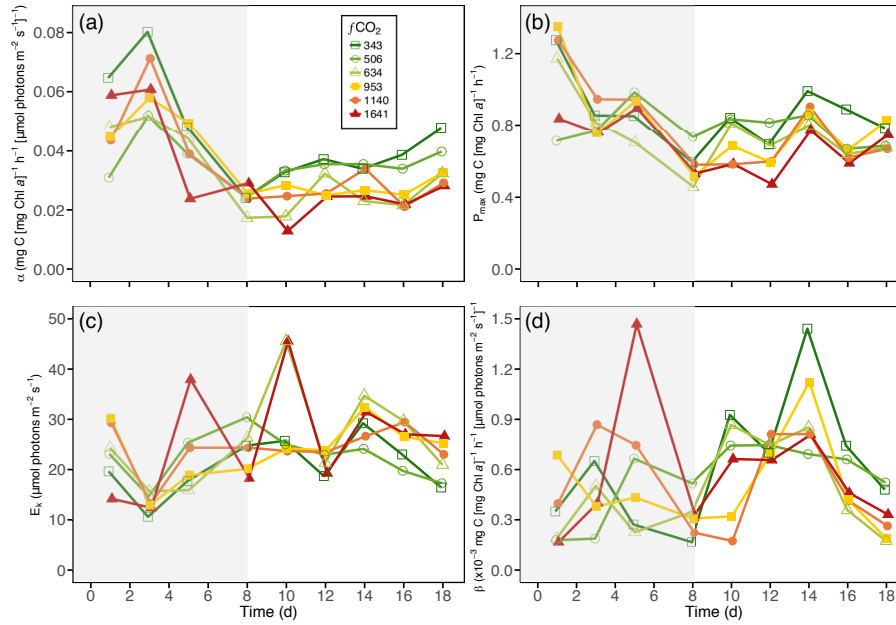 (a)
α (mg C [mg Chl a]⁻¹ h⁻¹ [μmol photons m⁻² s⁻¹]⁻¹)
0.08
0.06
0.04
0.02
0.00
fCO2
343
506
634
953
1140
1641
(b)
Pmax (mg C [mg Chl a]⁻¹ h⁻¹)
1.2
0.8
0.4
0.0
(c)
Ek (μmol photons m⁻² s⁻¹)
50
40
30
20
10
0
0 2 4 6 8 10 12 14 16 18
Time (d)
(d)
β (x10⁻³ mg C [mg Chl a]⁻¹ h⁻¹ [μmol photons m⁻² s⁻¹]⁻¹
1.5
1.2
0.9
0.6
0.3
0.0
0 2 4 6 8 10 12 14 16 18
Time (d)